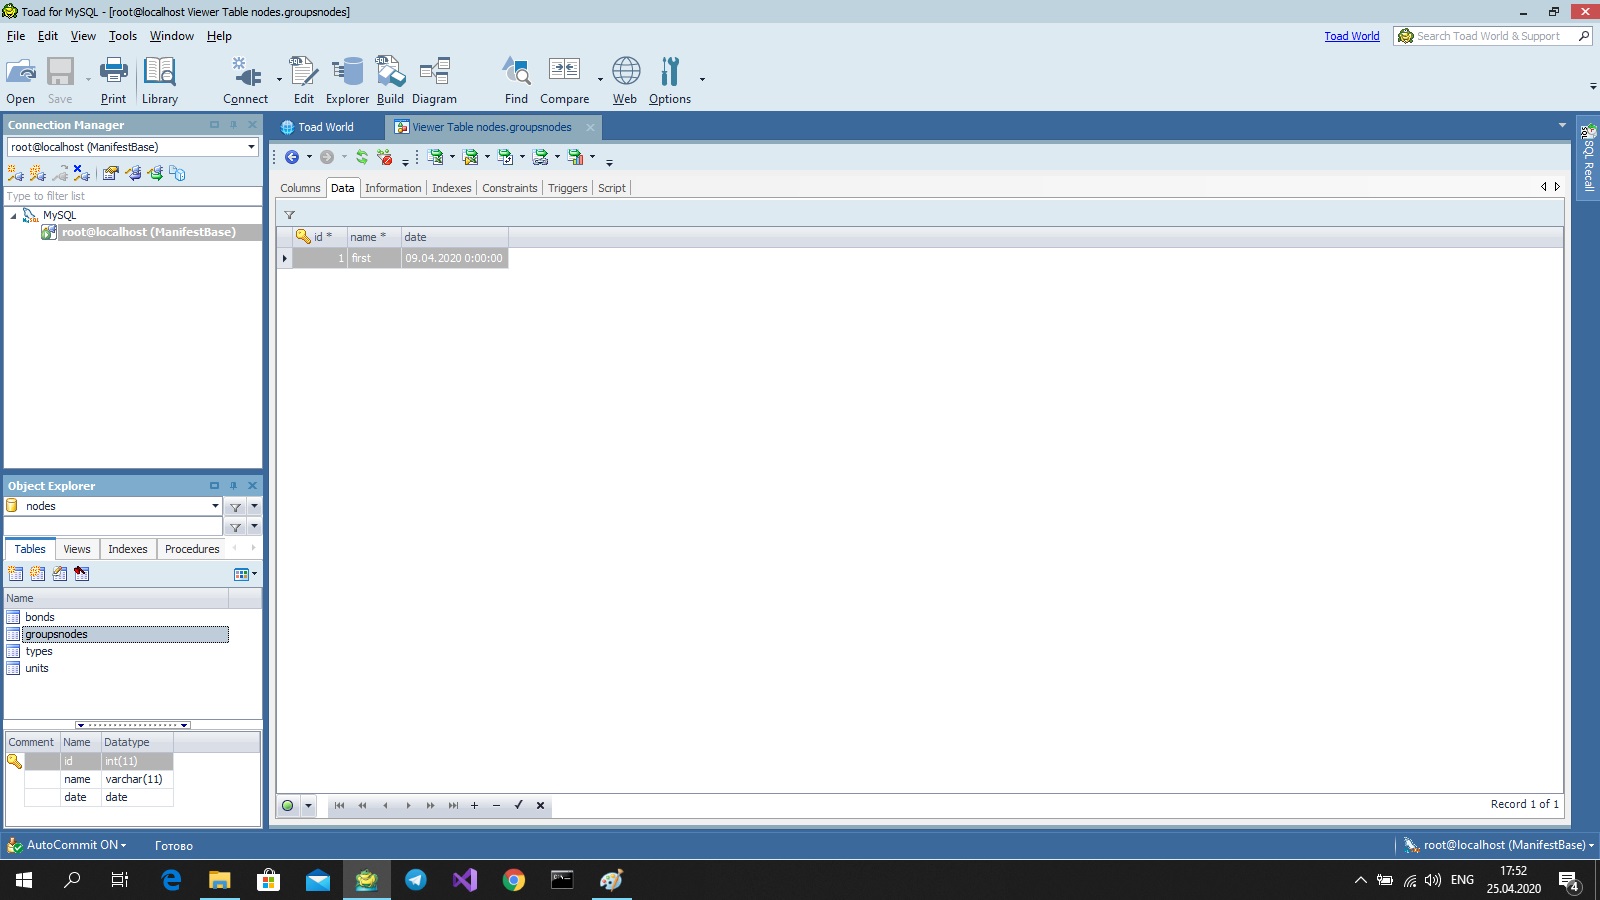 Toad for MySQL - [root@localhost Viewer Table nodes.groupsnodes]
File Edit View Tools Window Help
Toad World
Search Toad World & Support
Open Save Print Library Connect Edit Explorer Build Diagram Find Compare Web Options
Connection Manager
root@localhost (ManifestBase)
Type to filter list
MySQL
root@localhost (ManifestBase)
Toad World
Viewer Table nodes.groupsnodes
Columns Data Information Indexes Constraints Triggers Script
id * name * date
1 first 09.04.2020 0:00:00
SQL Recall
Object Explorer
nodes
Tables Views Indexes Procedures
Name
bonds
groupsnodes
types
units
Comment Name Datatype
id int(11)
name varchar(11)
date date
Record 1 of 1
AutoCommit ON
Готово
root@localhost (ManifestBase)
ENG
17:52
25.04.2020
4